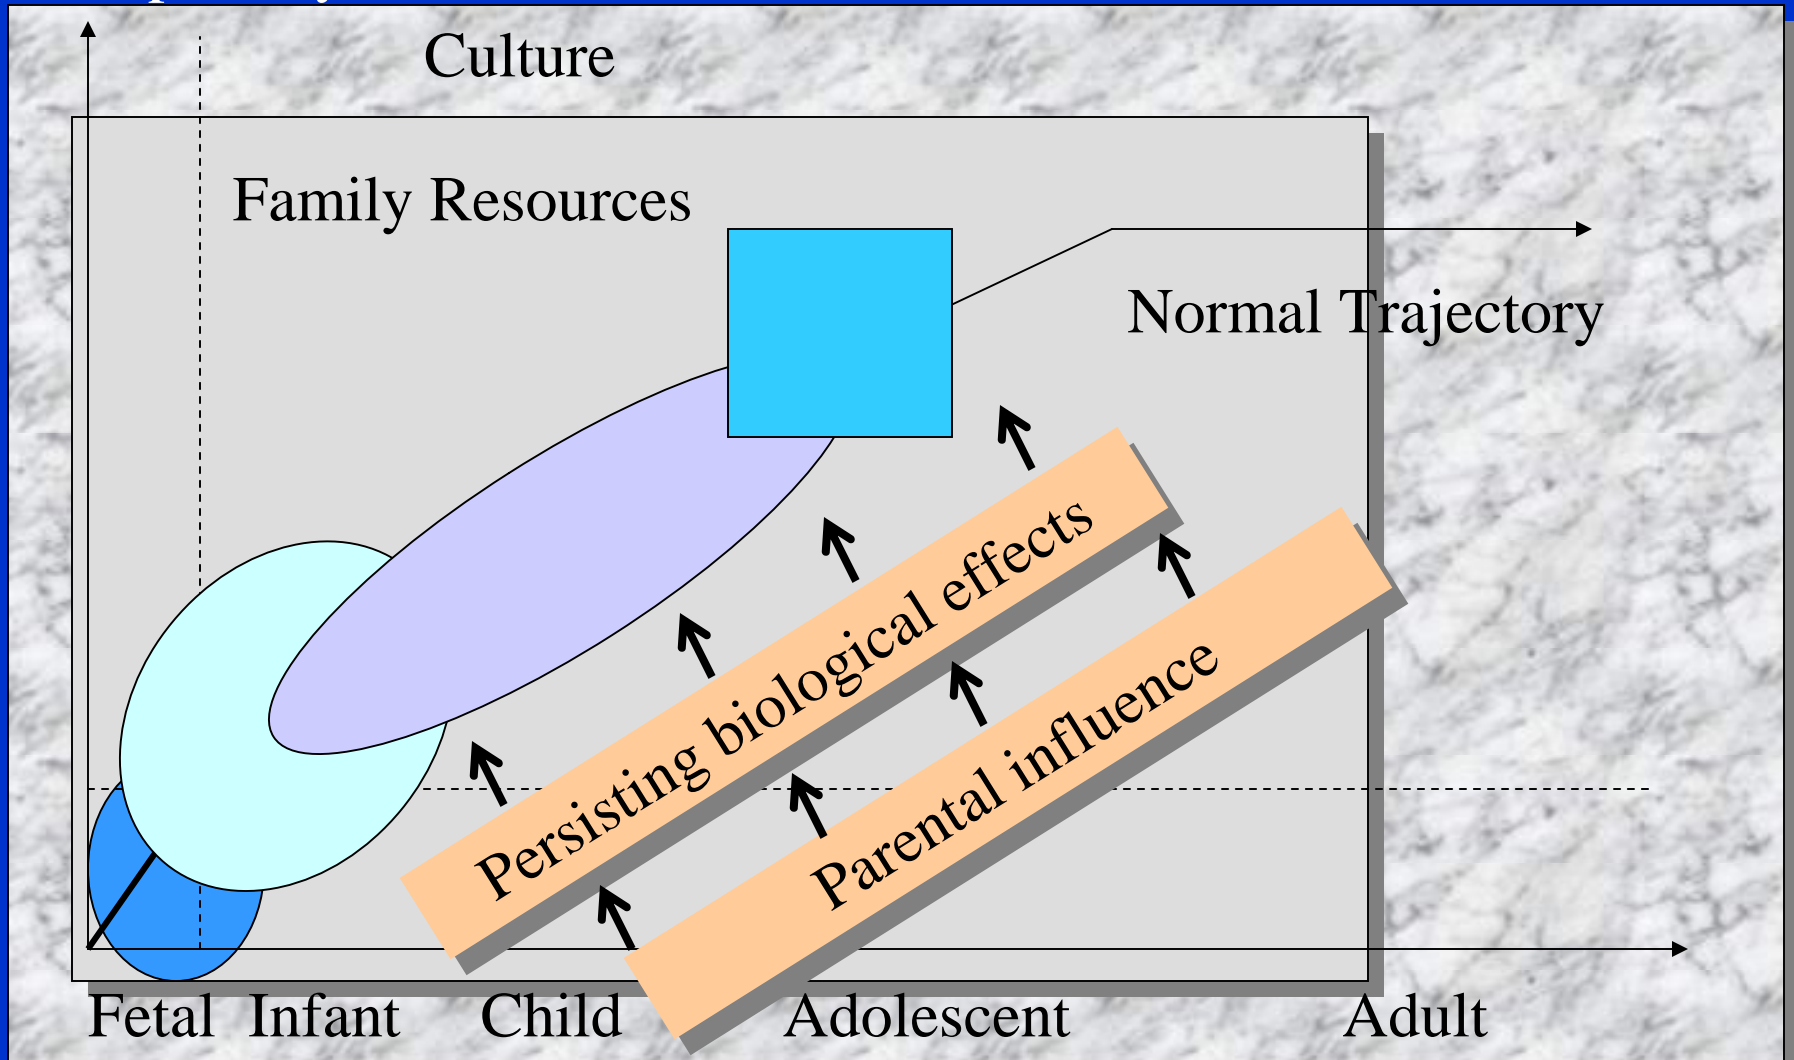 Culture
Family Resources
Normal Trajectory
Persisting biological effects
Parental influence
Fetal Infant Child Adolescent Adult